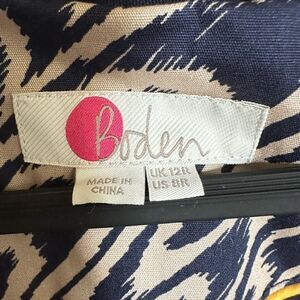 Boden
MADE IN
CHINA
UK 12R
US 8R